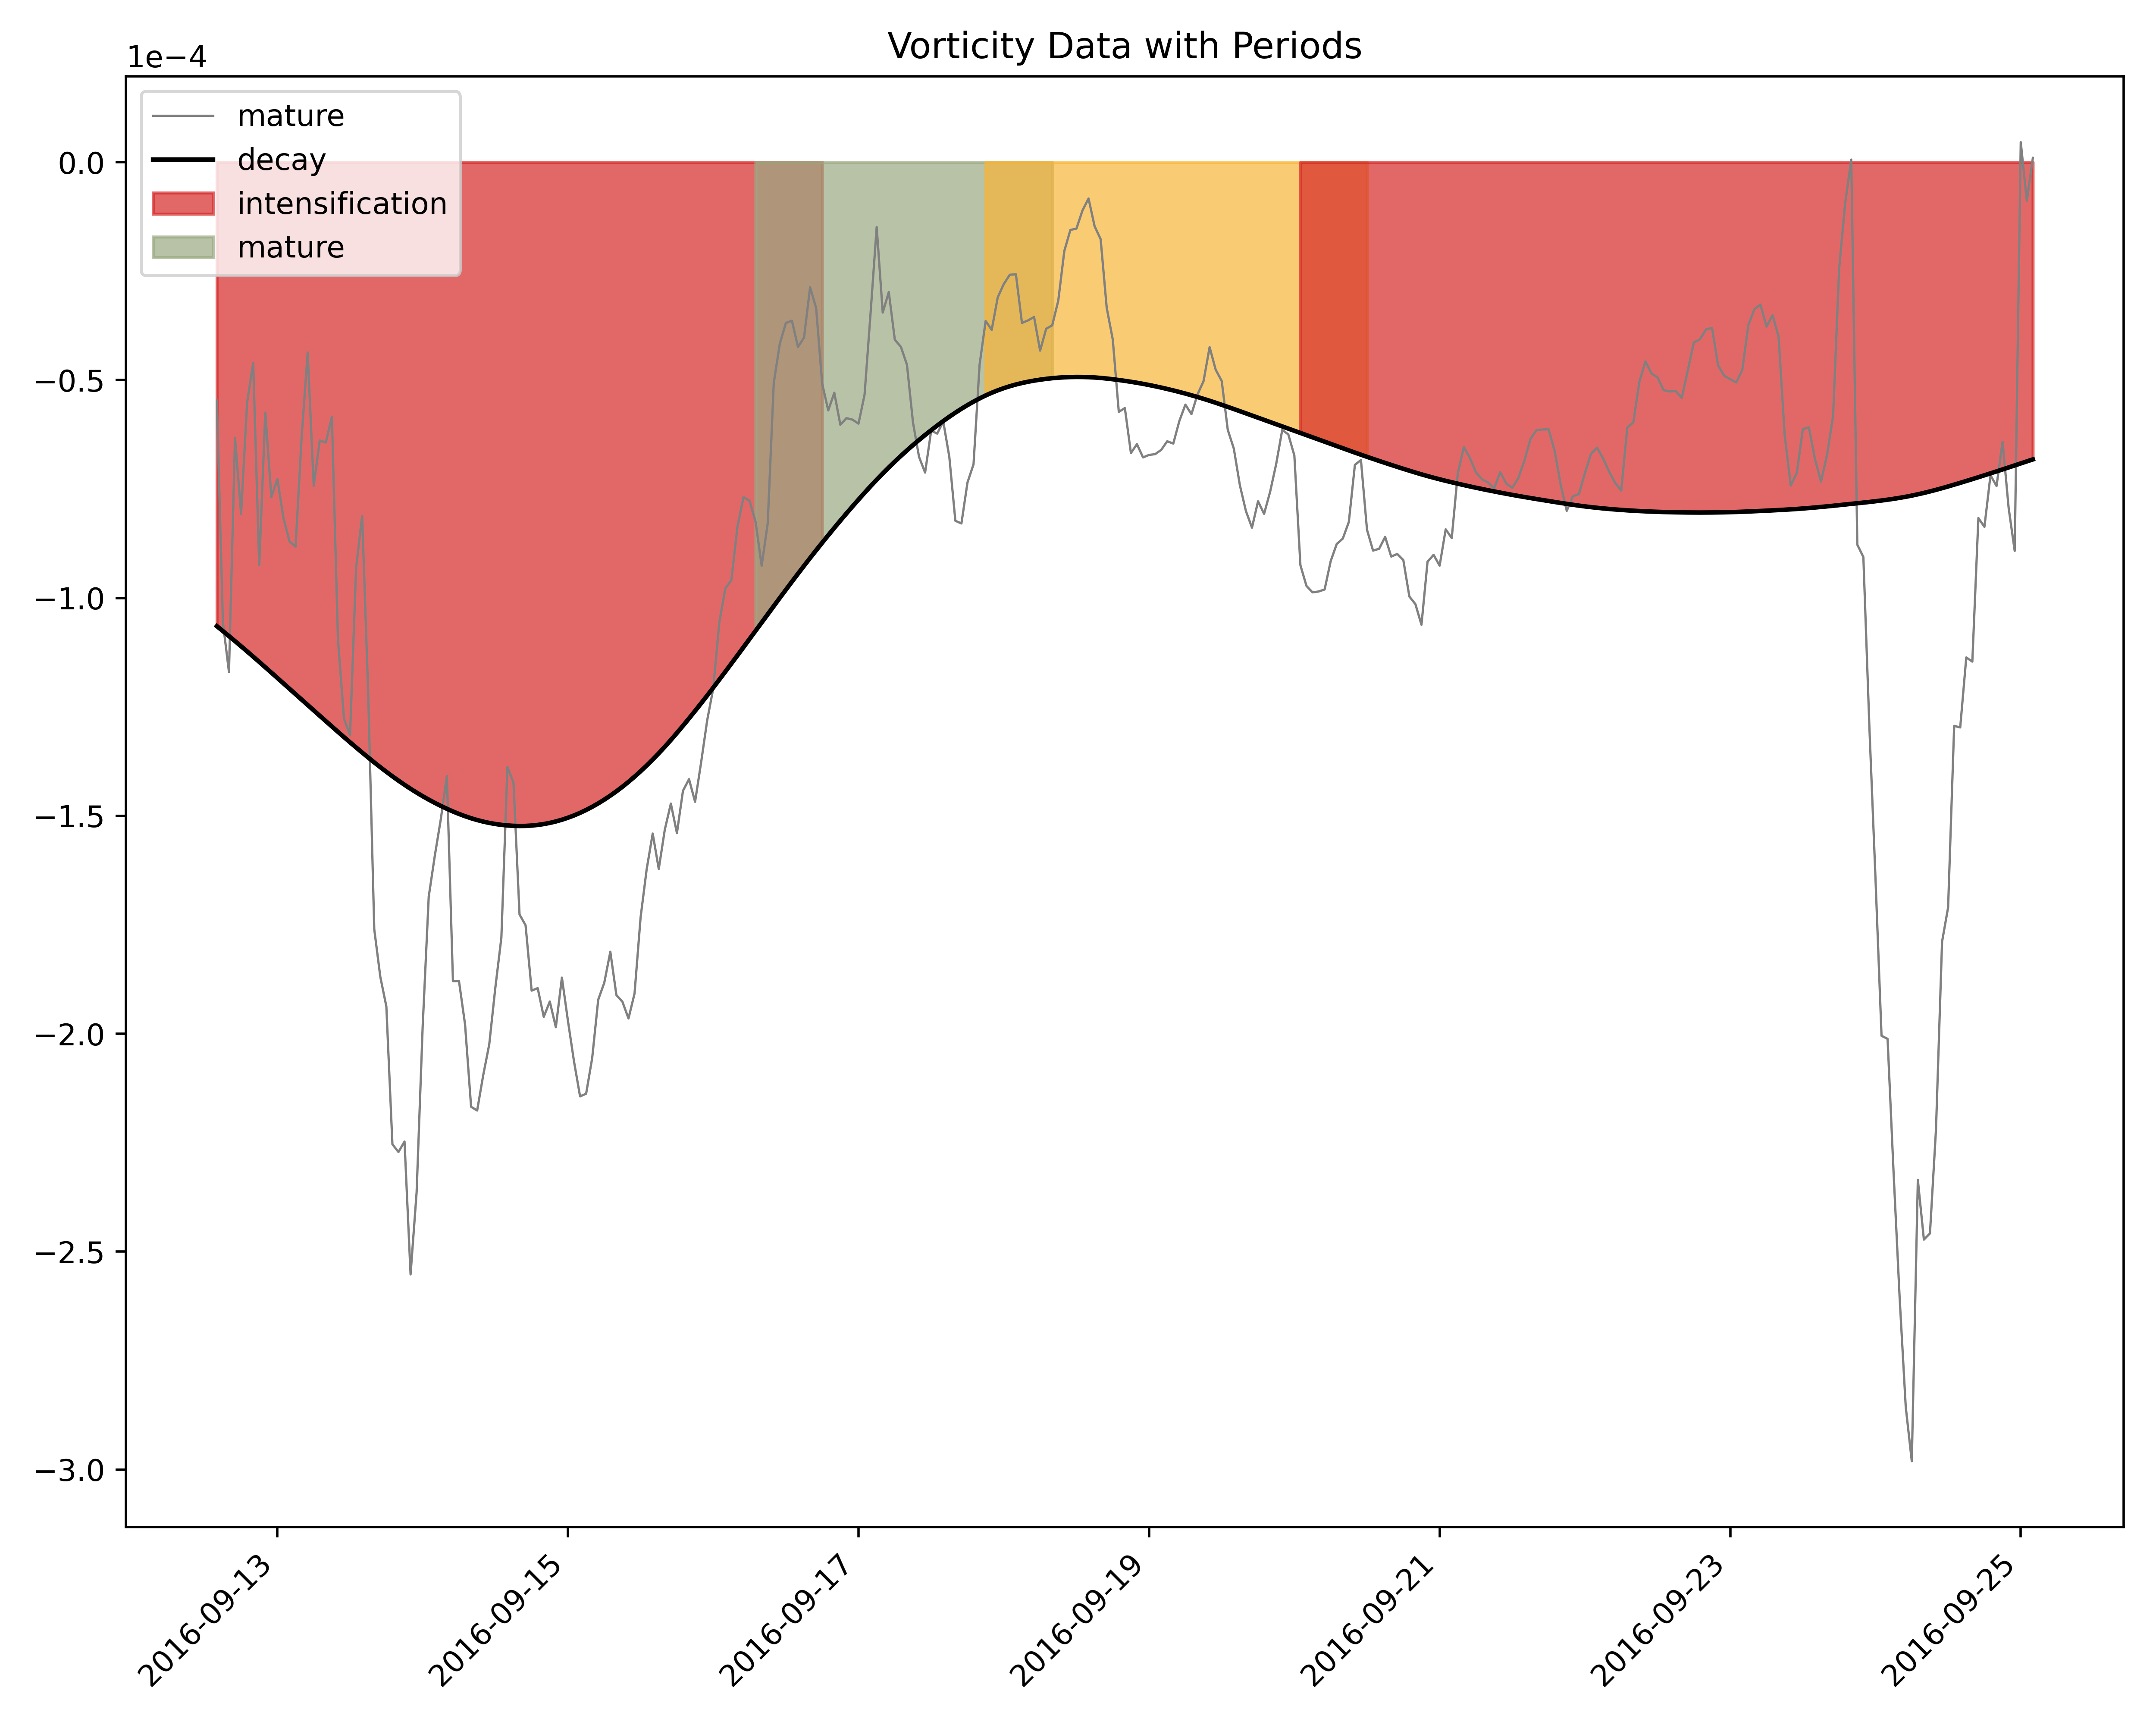 Vorticity Data with Periods
1e−4
mature
decay
intensification
mature
0.0
−0.5
−1.0
−1.5
−2.0
−2.5
−3.0
2016-09-13
2016-09-15
2016-09-17
2016-09-19
2016-09-21
2016-09-23
2016-09-25